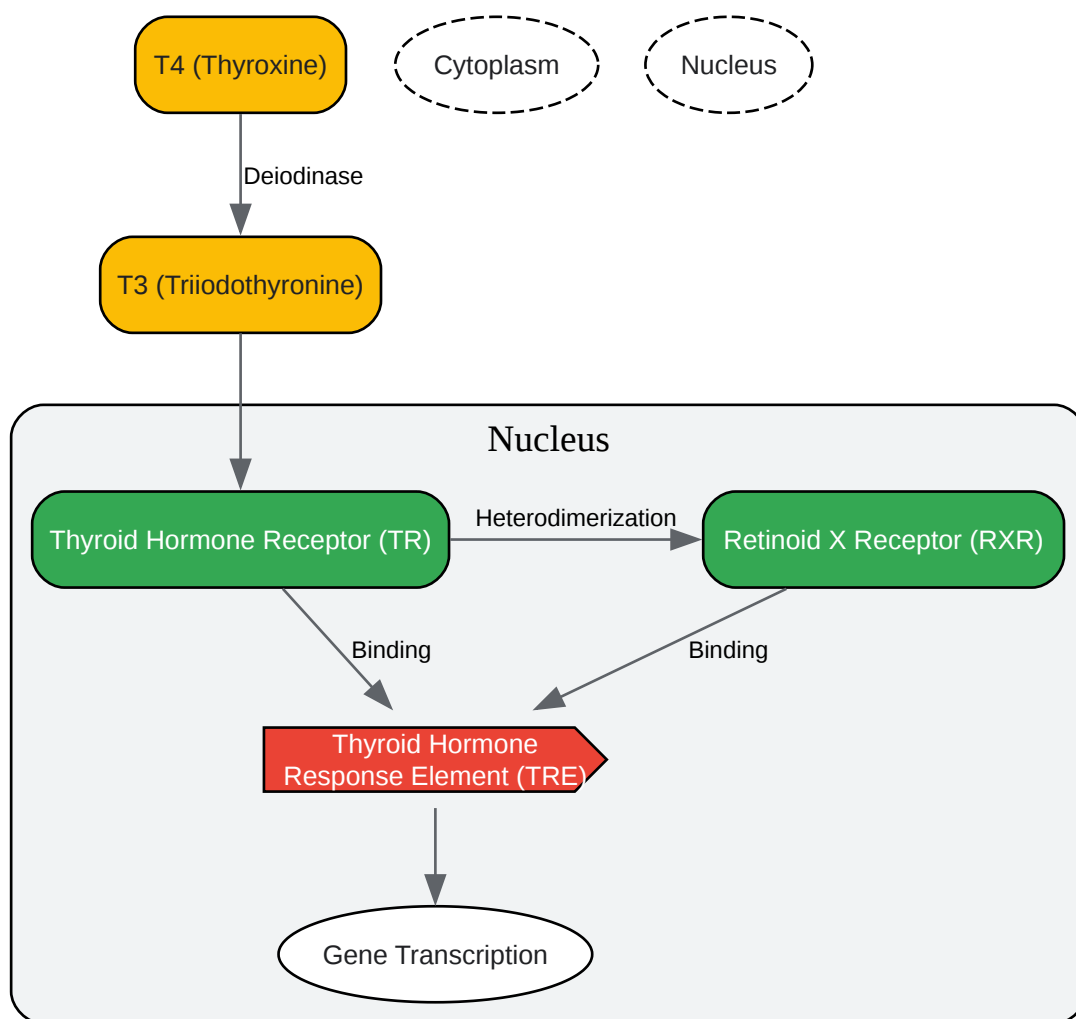 T4 (Thyroxine)
Cytoplasm
Nucleus
Deiodinase
T3 (Triiodothyronine)
Nucleus
Thyroid Hormone Receptor (TR)
Heterodimerization
Retinoid X Receptor (RXR)
Binding
Binding
Thyroid Hormone
Response Element (TRE)
Gene Transcription